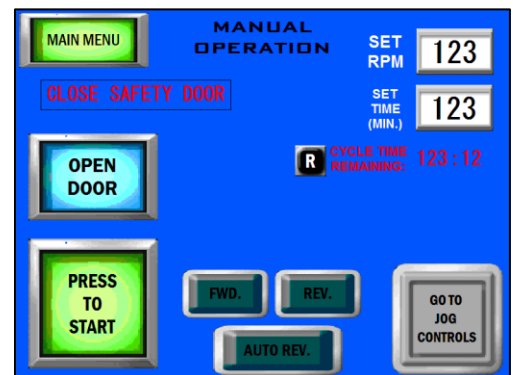 MAIN MENU
MANUAL
OPERATION
SET
RPM
123
CLOSE SAFETY DOOR
SET
TIME
(MIN.)
123
R
CYCLE TIME
REMAINING:
123:12
OPEN
DOOR
PRESS
TO
START
FWD.
REV.
AUTO REV.
GO TO
JOG
CONTROLS